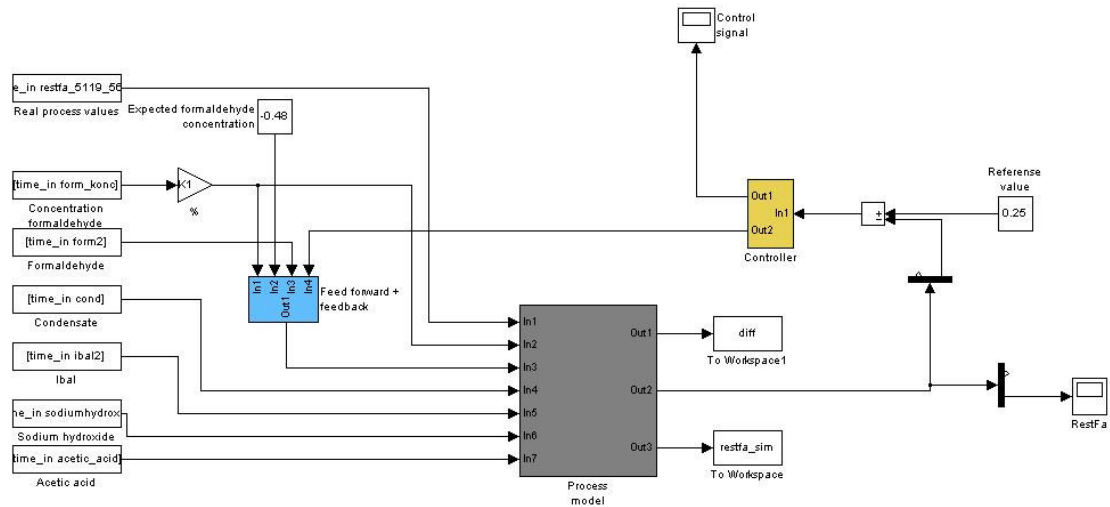 Control
signal
e_in restfa_5119_56
Real process values
Expected formaldehyde
concentration
-0.48
[time_in form_konc]
K1
%
Concentration
formaldehyde
[time_in form2]
Formaldehyde
[time_in cond]
Condensate
[time_in ibal2]
Ibal
ne_in sodiumhydrox
Sodium hydroxide
time_in acetic_acid]
Acetic acid
In1
In2
In3
In4
Out1
Feed forward +
feedback
In1
In2
In3
In4
In5
In6
In7
Out1
Out2
Out3
Process
model
diff
To Workspace1
restfa_sim
To Workspace
Out1
In1
Out2
Controller
±
Referense
value
0.25
RestFa